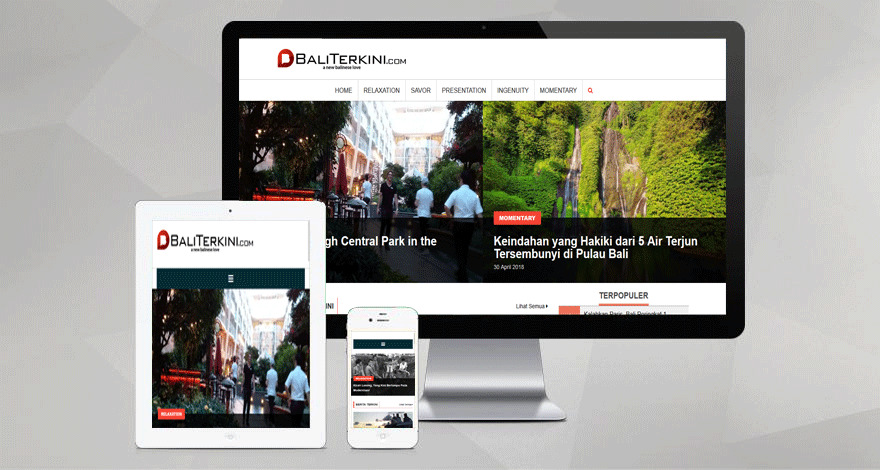 BALITERKINI.COM
a new balinese love
HOME RELAXATION SAVOR PRESENTATION INGENUITY MOMENTARY
gh Central Park in the
MOMENTARY
Keindahan yang Hakiki dari 5 Air Terjun
Tersembunyi di Pulau Bali
30 April 2018
INI
Lihat Semua
TERPOPULER
Kalahkan Paris, Bali Peringkat 1
BALITERKINI.COM
a new balinese love
RELAXATION
RELAXATION